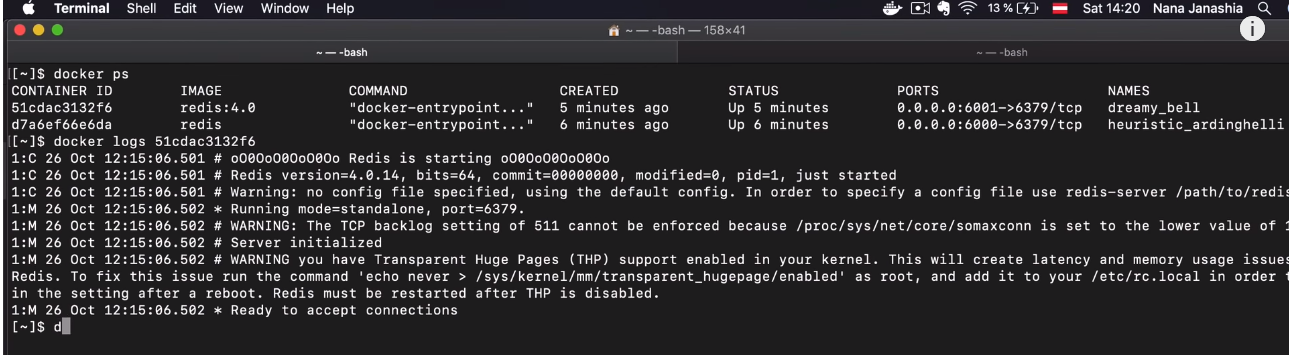 Terminal Shell Edit View Window Help 13 % Sat 14:20 Nana Janashia
~ — -bash — 158×41
~ — -bash ~ — -bash
[[~]$ docker ps
CONTAINER ID IMAGE COMMAND CREATED STATUS PORTS NAMES
51cdac3132f6 redis:4.0 "docker-entrypoint..." 5 minutes ago Up 5 minutes 0.0.0.0:6001->6379/tcp dreamy_bell
d7a6ef66e6da redis "docker-entrypoint..." 6 minutes ago Up 6 minutes 0.0.0.0:6000->6379/tcp heuristic_ardinghelli
[[~]$ docker logs 51cdac3132f6
1:C 26 Oct 12:15:06.501 # oO0OoO0OoO0Oo Redis is starting oO0OoO0OoO0Oo
1:C 26 Oct 12:15:06.501 # Redis version=4.0.14, bits=64, commit=00000000, modified=0, pid=1, just started
1:C 26 Oct 12:15:06.501 # Warning: no config file specified, using the default config. In order to specify a config file use redis-server /path/to/redis
1:M 26 Oct 12:15:06.502 * Running mode=standalone, port=6379.
1:M 26 Oct 12:15:06.502 # WARNING: The TCP backlog setting of 511 cannot be enforced because /proc/sys/net/core/somaxconn is set to the lower value of 1
1:M 26 Oct 12:15:06.502 # Server initialized
1:M 26 Oct 12:15:06.502 # WARNING you have Transparent Huge Pages (THP) support enabled in your kernel. This will create latency and memory usage issues
Redis. To fix this issue run the command 'echo never > /sys/kernel/mm/transparent_hugepage/enabled' as root, and add it to your /etc/rc.local in order t
in the setting after a reboot. Redis must be restarted after THP is disabled.
1:M 26 Oct 12:15:06.502 * Ready to accept connections
[~]$ d